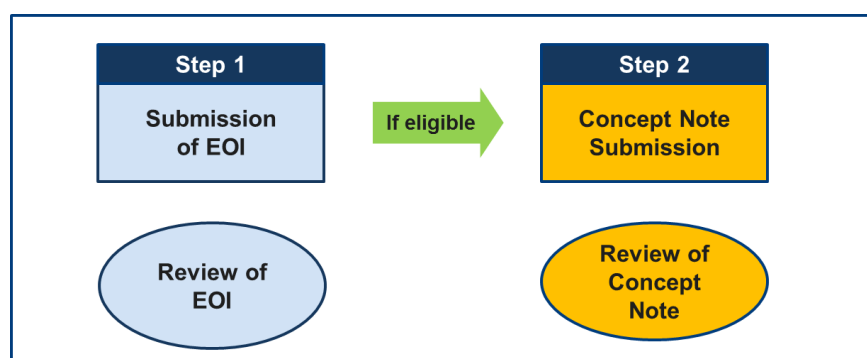 Step 1
Submission
of EOI
If eligible
Step 2
Concept Note
Submission
Review of
EOI
Review of
Concept
Note